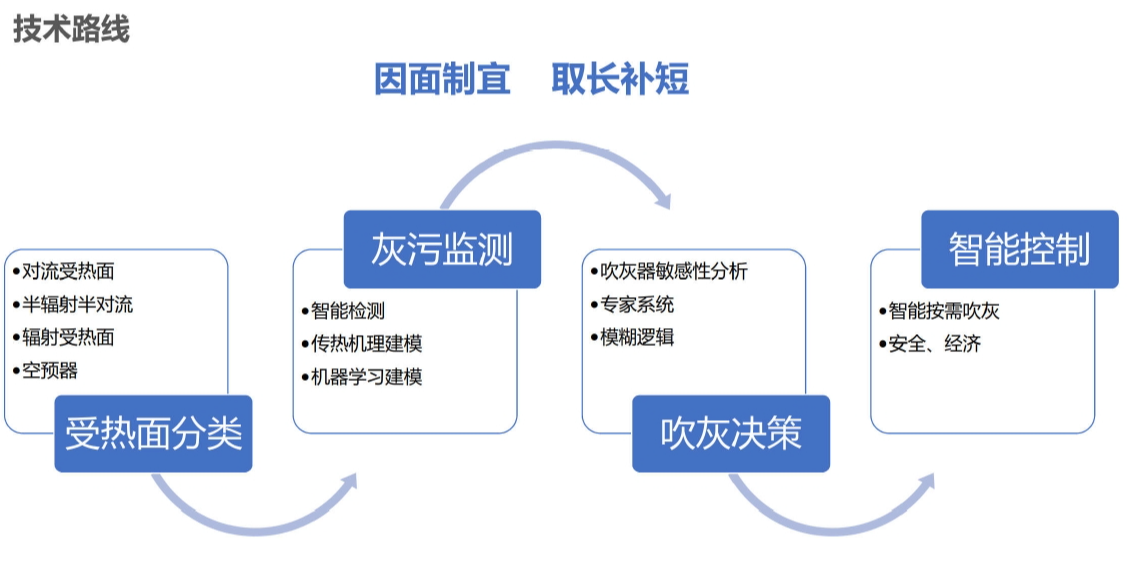 技术路线
因面制宜 取长补短
•对流受热面
•半辐射半对流
•辐射受热面
•空预器
受热面分类
灰污监测
•智能检测
•传热机理建模
•机器学习建模
•吹灰器敏感性分析
•专家系统
•模糊逻辑
吹灰决策
智能控制
•智能按需吹灰
•安全、经济